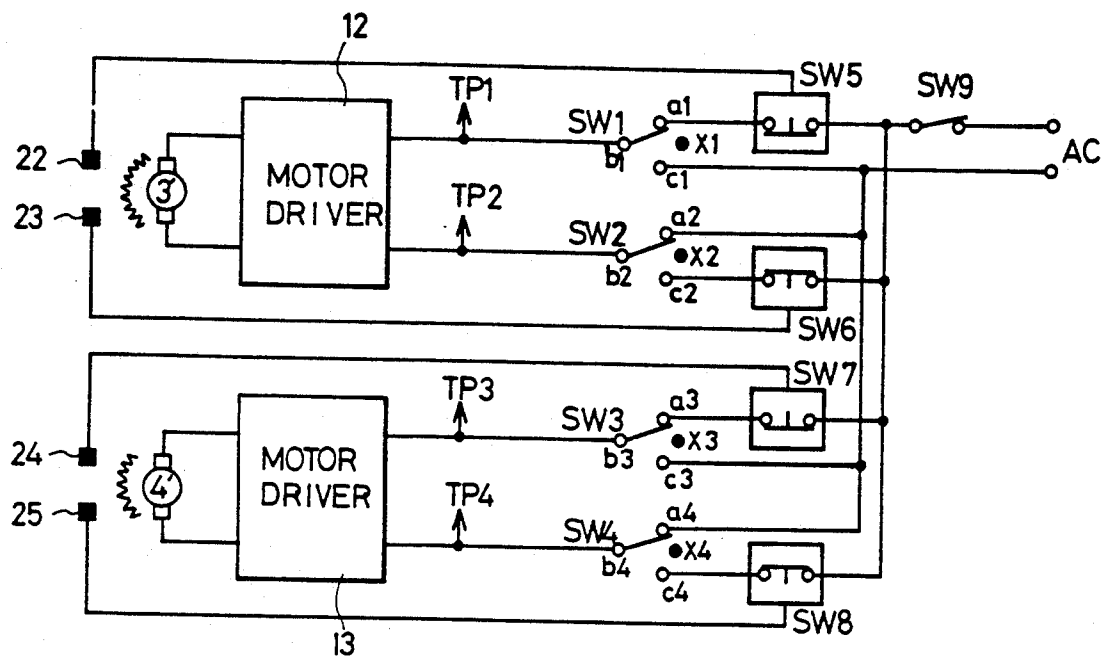 12
TP1
SW5
SW9
a1
SW1
X1
b1
c1
AC
22
3'
MOTOR
DRIVER
23
TP2
a2
SW2
X2
b2
c2
SW6
SW7
TP3
a3
SW3
X3
b3
c3
24
4'
MOTOR
DRIVER
25
TP4
a4
SW4
X4
b4
c4
SW8
13